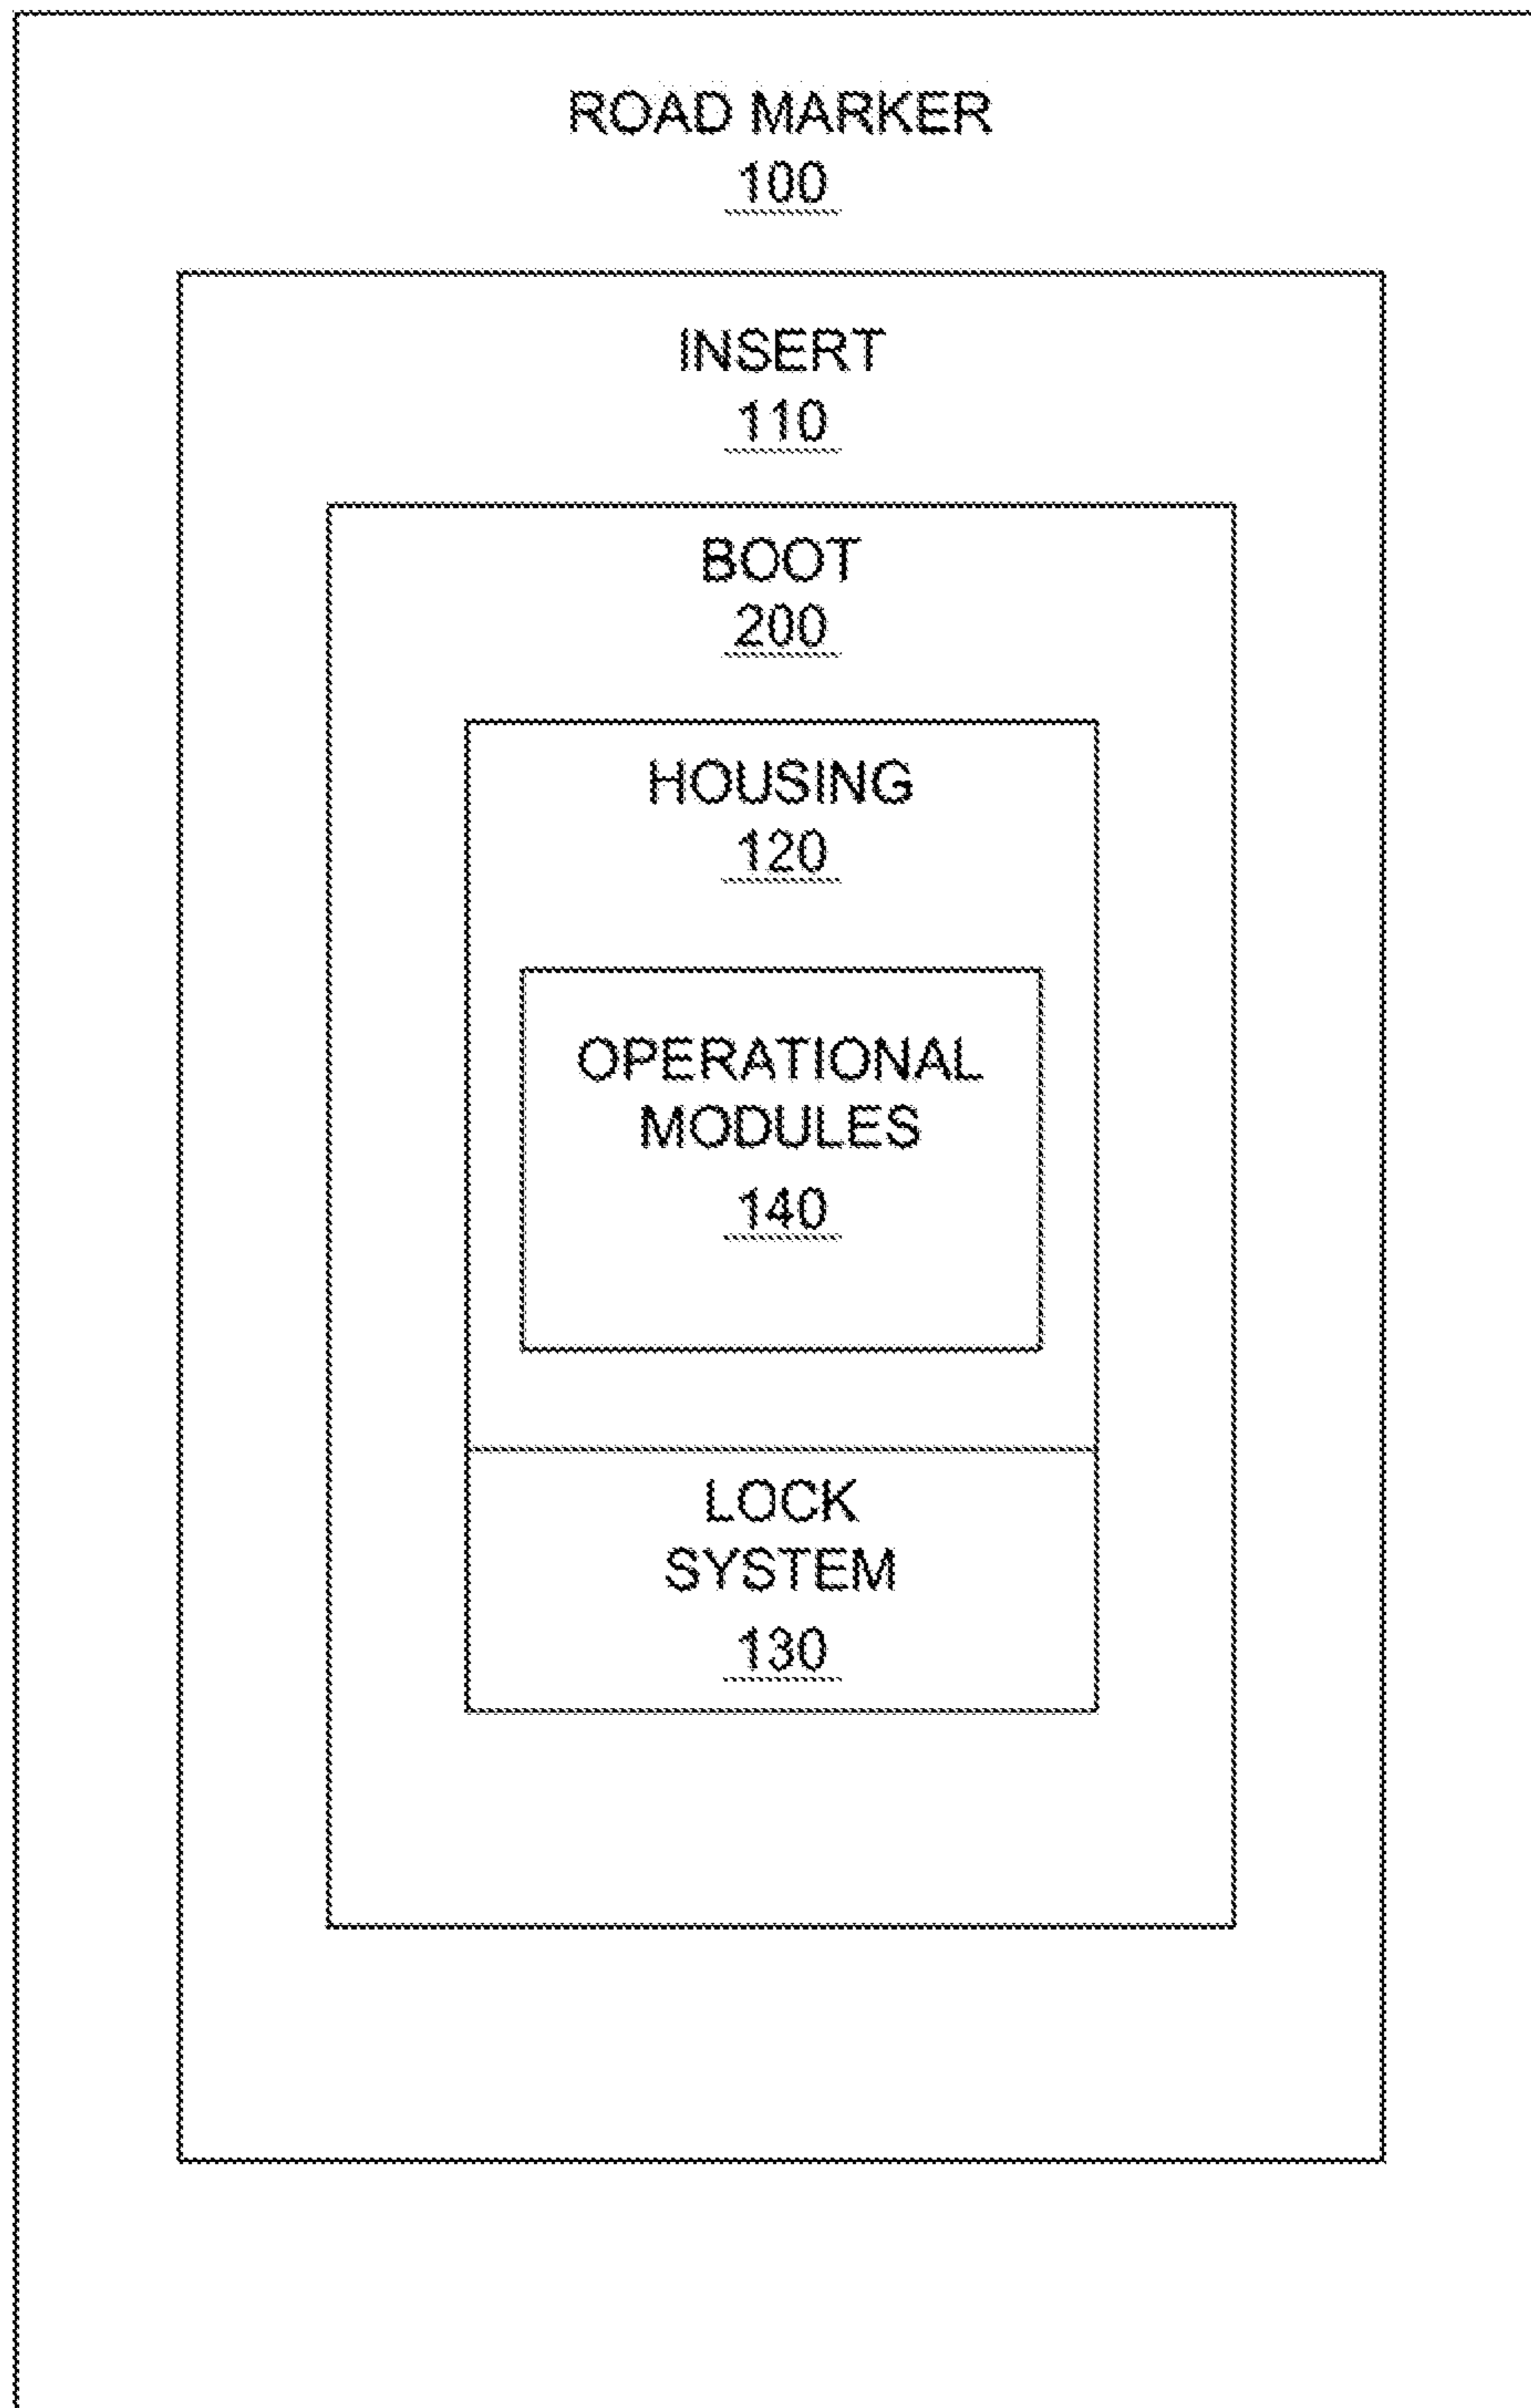 ROAD MARKER
100
INSERT
110
BOOT
200
HOUSING
120
OPERATIONAL
MODULES
140
LOCK
SYSTEM
130